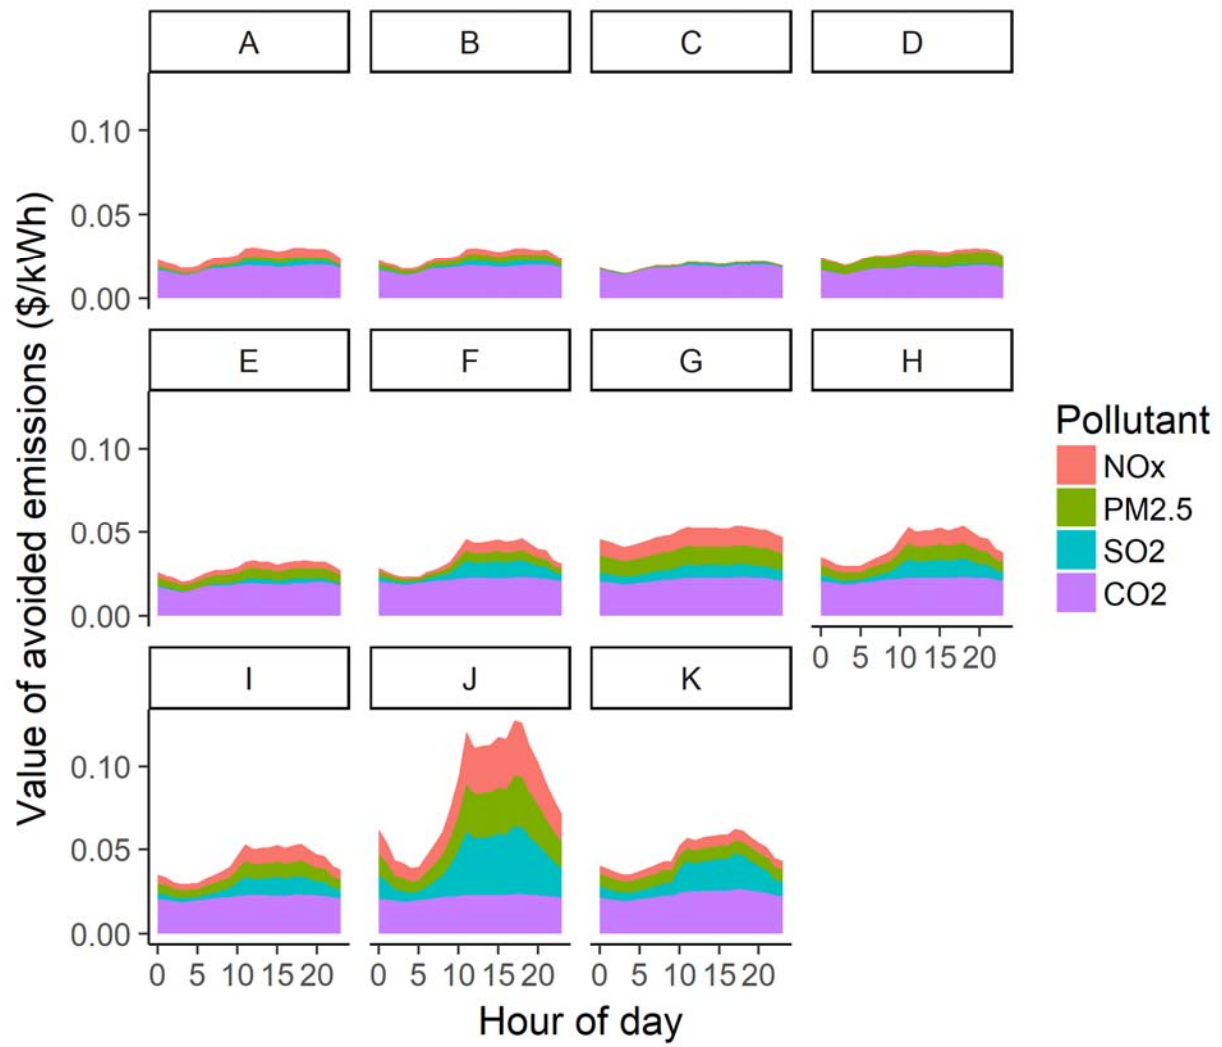 A B C D
0.10
0.05
0.00
E F G H
0.10
0.05
0.00
0 5 10 15 20
I J K
0.10
0.05
0.00
0 5 10 15 20 0 5 10 15 20 0 5 10 15 20
Hour of day
Value of avoided emissions ($/kWh)
Pollutant
NOx
PM2.5
SO2
CO2